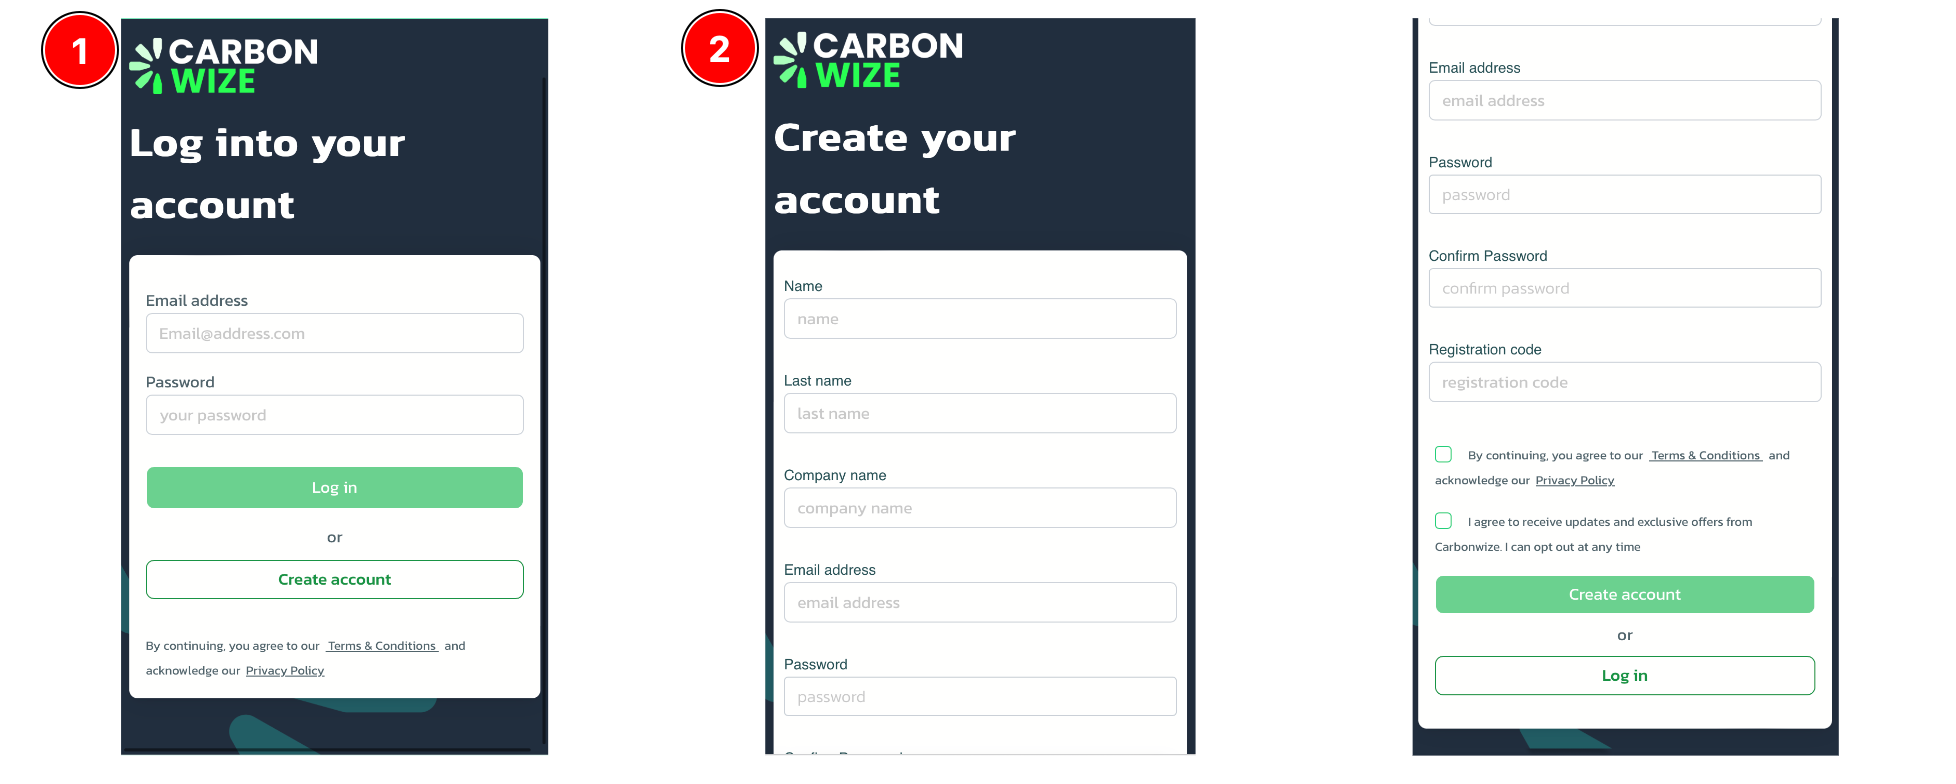 1
CARBON
WIZE
Log into your
account
Email address
Email@address.com
Password
your password
Log in
or
Create account
By continuing, you agree to our Terms & Conditions and
acknowledge our Privacy Policy
2
CARBON
WIZE
Create your
account
Name
name
Last name
last name
Company name
company name
Email address
email address
Password
password
Email address
email address
Password
password
Confirm Password
confirm password
Registration code
registration code
By continuing, you agree to our Terms & Conditions and
acknowledge our Privacy Policy
I agree to receive updates and exclusive offers from
Carbonwize. I can opt out at any time
Create account
or
Log in